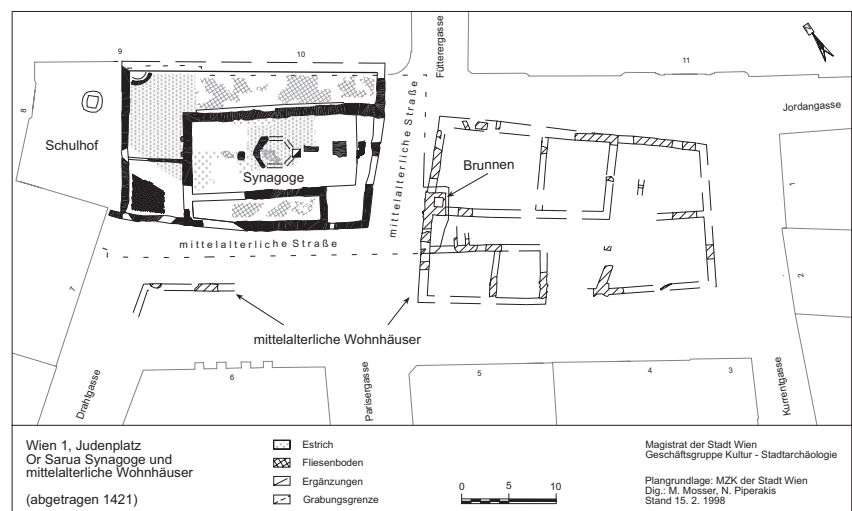 9
10
Fütterergasse
11
8
Schulhof
Jordangasse
Synagoge
mittelalterliche Straße
Brunnen
1
mittelalterliche Straße
2
7
mittelalterliche Wohnhäuser
Drahtgasse
6
Parisergasse
5
4
3
Kurrentgasse
Wien 1, Judenplatz
Or Sarua Synagoge und
mittelalterliche Wohnhäuser
(abgetragen 1421)
Estrich
Fliesenboden
Ergänzungen
Grabungsgrenze
0 5 10
Magistrat der Stadt Wien
Geschäftsgruppe Kultur - Stadtarchäologie
Plangrundlage: MZK der Stadt Wien
Dig.: M. Mosser, N. Piperakis
Stand 15. 2. 1998